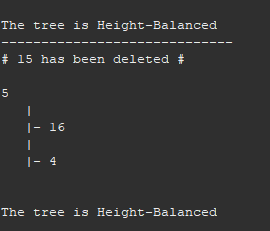 The tree is Height-Balanced
-----------------------------
# 15 has been deleted #
5
|
|- 16
|
|- 4
The tree is Height-Balanced